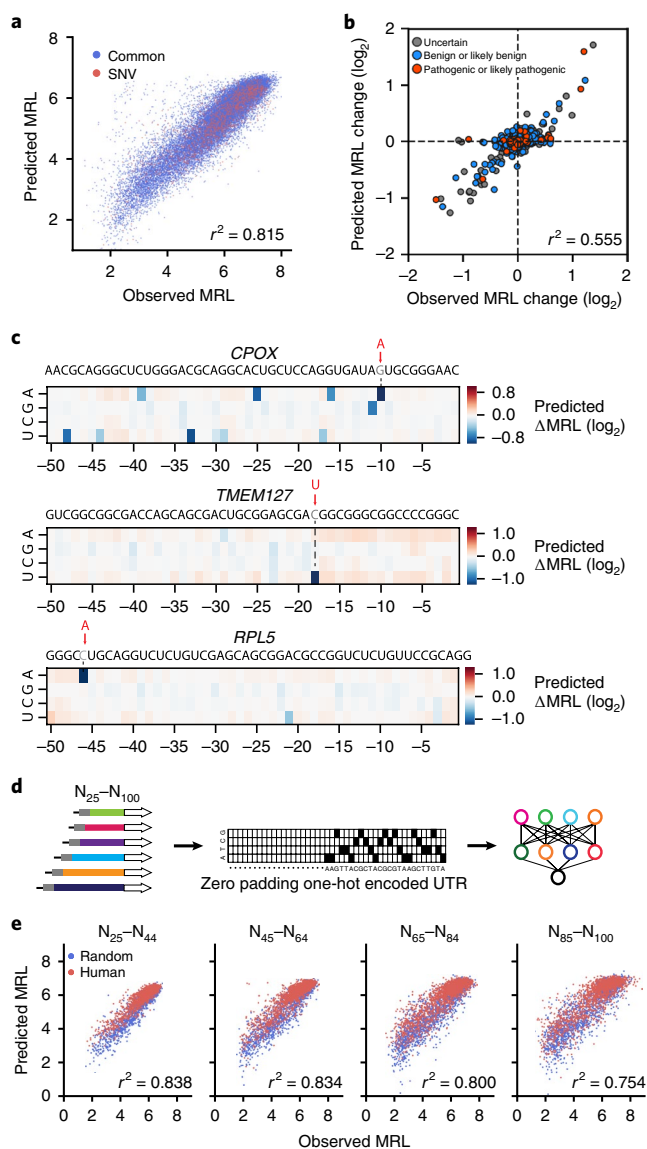 a
8
6
4
2
Predicted MRL
Common
SNV
r² = 0.815
2 4 6 8
Observed MRL
b
2
1
0
−1
−2
Predicted MRL change (log₂)
Uncertain
Benign or likely benign
Pathogenic or likely pathogenic
r² = 0.555
−2 −1 0 1 2
Observed MRL change (log₂)
c
A
CPOX
AACGCAGGGCUCUGGGACGCAGGCACUGCUCCAGGUGAUAGUGCGGGAAC
U C G A
0.8
0.0
−0.8
Predicted
ΔMRL (log₂)
−50 −45 −40 −35 −30 −25 −20 −15 −10 −5
U
TMEM127
GUCGGCGGCGACCAGCAGCGACUGCGGAGCGACGGCGGGCGGCCCCGGGC
U C G A
1.0
0.0
−1.0
Predicted
ΔMRL (log₂)
−50 −45 −40 −35 −30 −25 −20 −15 −10 −5
A
RPL5
GGGCCUGCAGGUCUCUGUCGAGCAGCGGACGCCGGUCUCUGUUCCGCAGG
U C G A
1.0
0.0
−1.0
Predicted
ΔMRL (log₂)
−50 −45 −40 −35 −30 −25 −20 −15 −10 −5
d
N₂₅–N₁₀₀
A T C G
AAGTTACGCTACGCGTAAGCTTGTA
Zero padding one-hot encoded UTR
e
N₂₅–N₄₄
N₄₅–N₆₄
N₆₅–N₈₄
N₈₅–N₁₀₀
Random
Human
8
6
4
2
0
Predicted MRL
r² = 0.838
r² = 0.834
r² = 0.800
r² = 0.754
0 2 4 6 8
0 2 4 6 8
0 2 4 6 8
0 2 4 6 8
Observed MRL